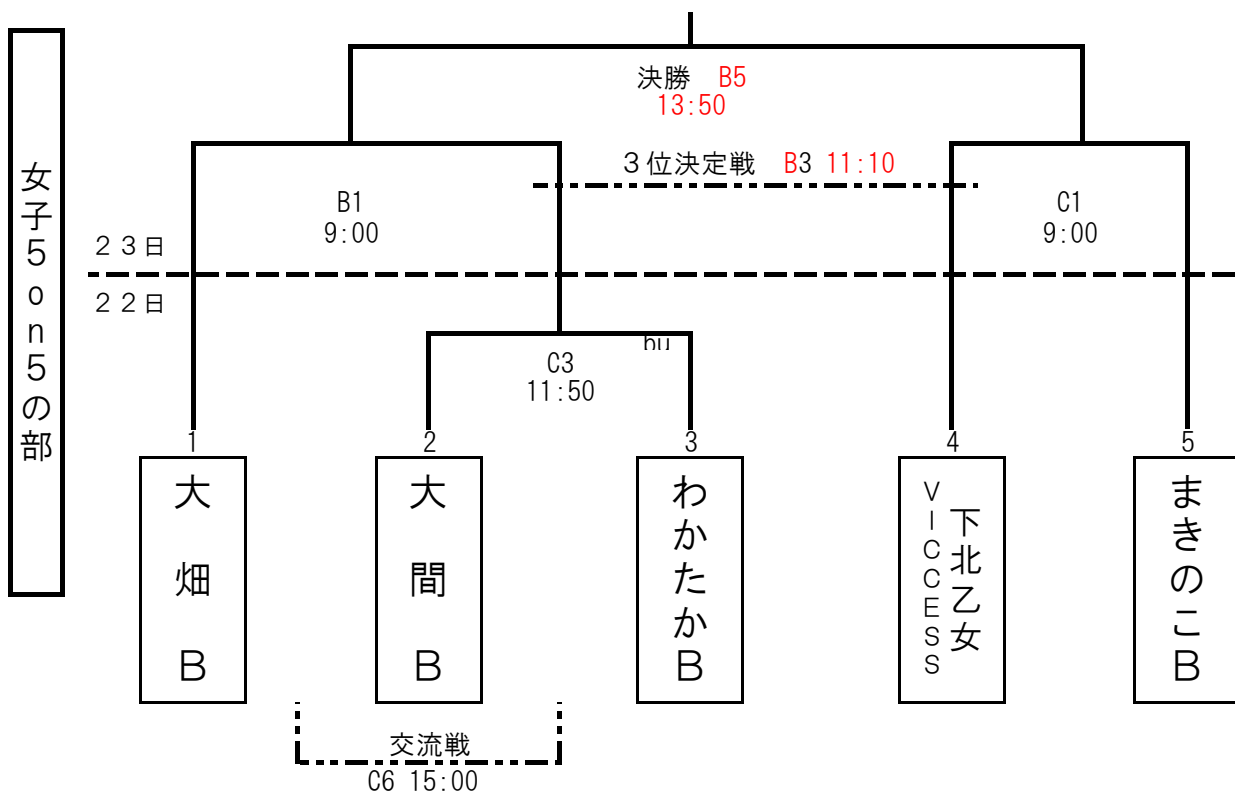 女子５on５の部
決勝 B5
13:50
３位決定戦 B3 11:10
B1
9:00
C1
9:00
２３日
２２日
C3
11:50
1
2
3
4
5
大畑Ｂ
大間Ｂ
わかたかＢ
下北乙女
ＶＩＣＣＥＳＳ
まきのこＢ
交流戦
C6 15:00